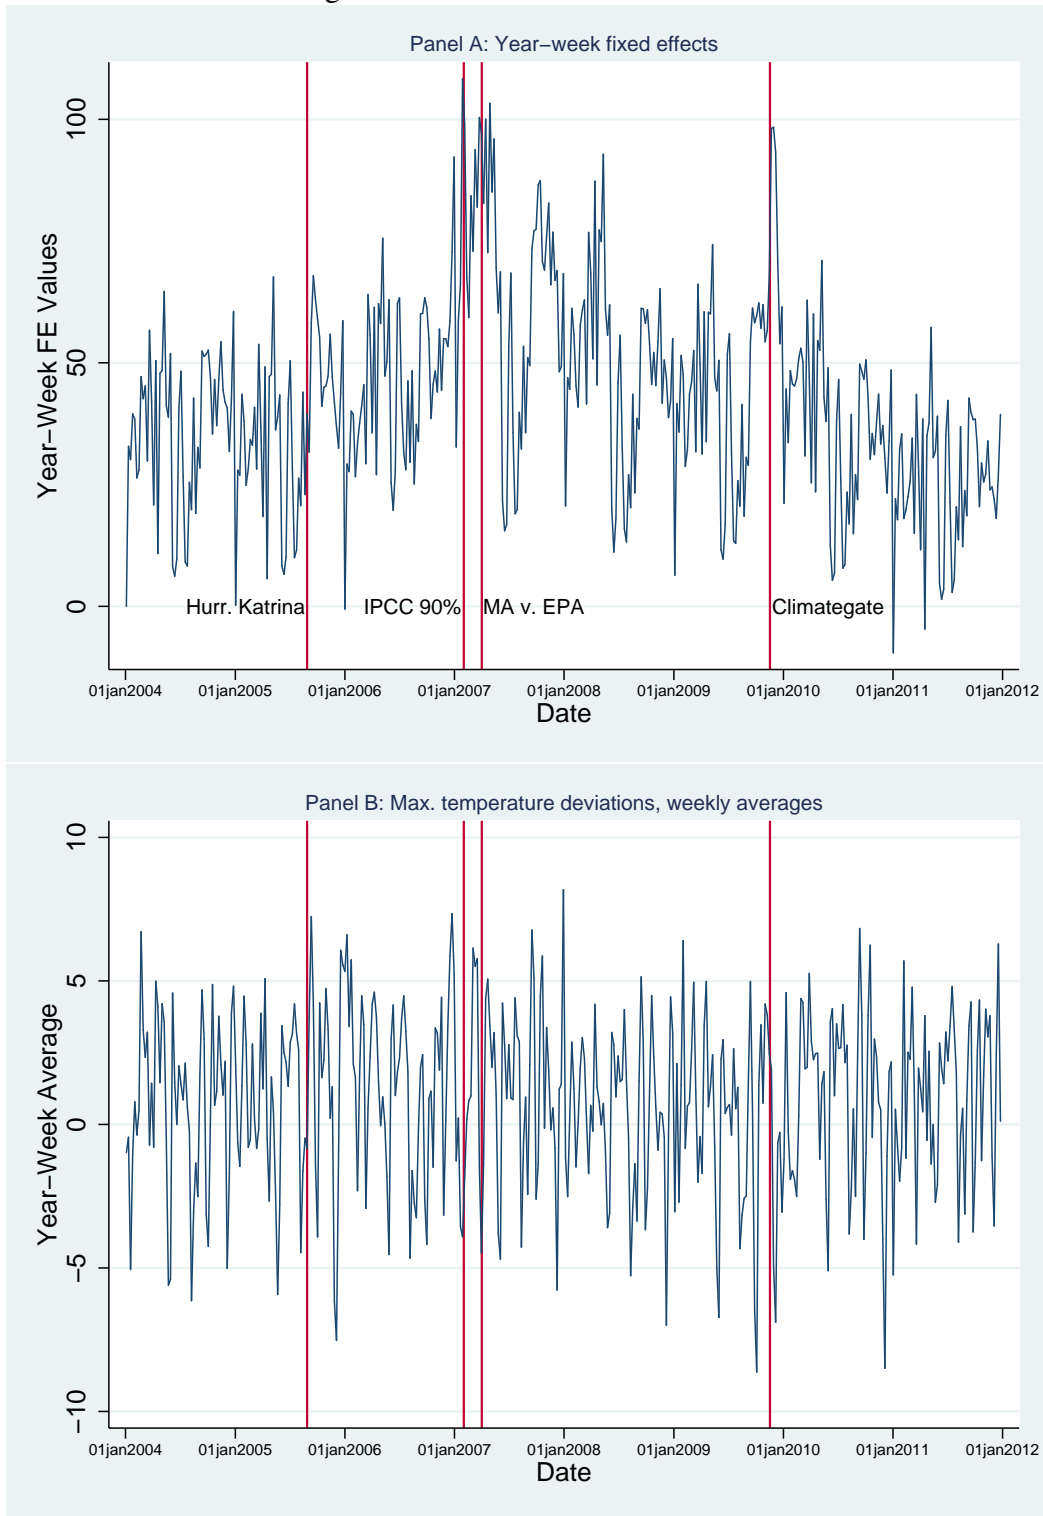 Panel A: Year−week fixed effects
Year−Week FE Values
100
50
0
Hurr. Katrina
IPCC 90%
MA v. EPA
Climategate
01jan2004 01jan2005 01jan2006 01jan2007 01jan2008 01jan2009 01jan2010 01jan2011 01jan2012
Date
Panel B: Max. temperature deviations, weekly averages
Year−Week Average
10
5
0
−5
−10
01jan2004 01jan2005 01jan2006 01jan2007 01jan2008 01jan2009 01jan2010 01jan2011 01jan2012
Date